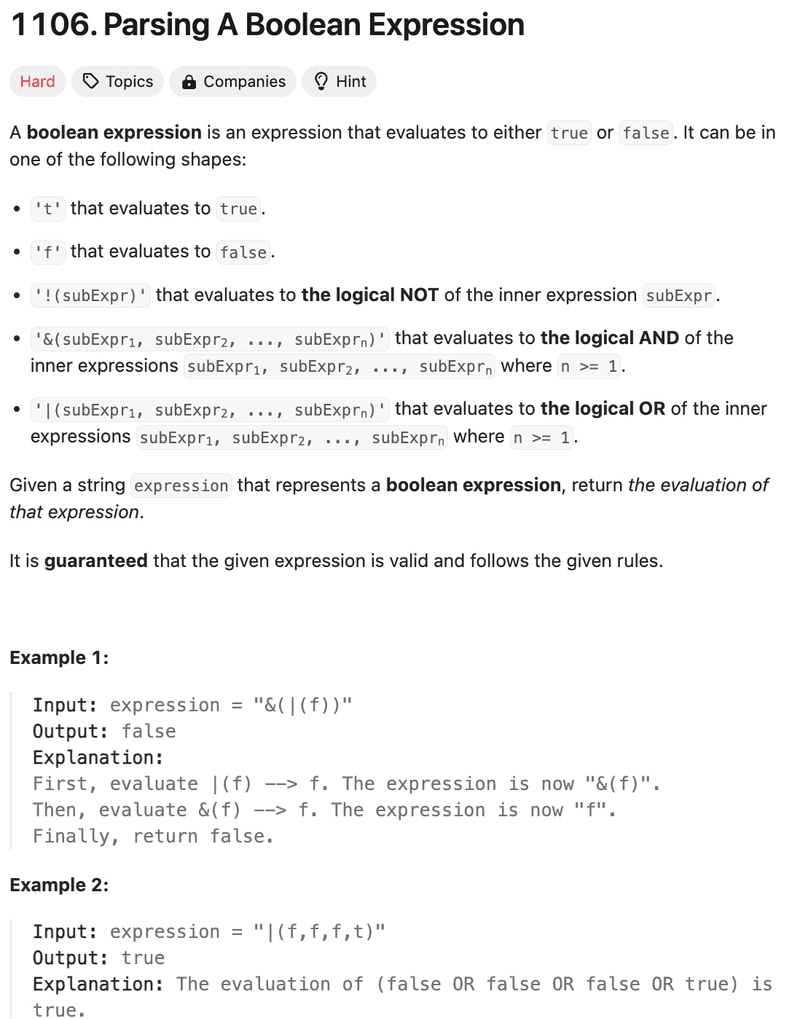 1106. Parsing A Boolean Expression
Hard Topics Companies Hint
A boolean expression is an expression that evaluates to either true or false. It can be in
one of the following shapes:
• 't' that evaluates to true.
• 'f' that evaluates to false.
• '!(subExpr)' that evaluates to the logical NOT of the inner expression subExpr.
• '&(subExpr₁, subExpr₂, ..., subExprₙ)' that evaluates to the logical AND of the
inner expressions subExpr₁, subExpr₂, ..., subExprₙ where n >= 1.
• '|(subExpr₁, subExpr₂, ..., subExprₙ)' that evaluates to the logical OR of the inner
expressions subExpr₁, subExpr₂, ..., subExprₙ where n >= 1.
Given a string expression that represents a boolean expression, return the evaluation of
that expression.
It is guaranteed that the given expression is valid and follows the given rules.
Example 1:
Input: expression = "&(|(f))"
Output: false
Explanation:
First, evaluate |(f) --> f. The expression is now "&(f)".
Then, evaluate &(f) --> f. The expression is now "f".
Finally, return false.
Example 2:
Input: expression = "|(f,f,f,t)"
Output: true
Explanation: The evaluation of (false OR false OR false OR true) is
true.